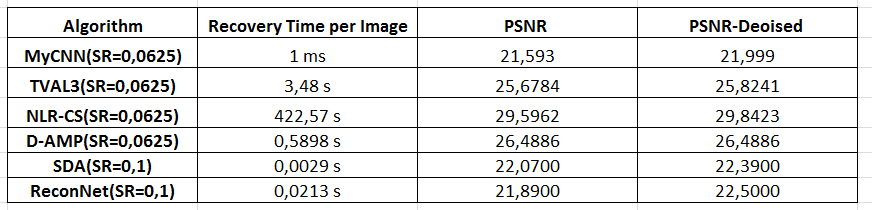 Algorithm Recovery Time per Image PSNR PSNR-Deoised
MyCNN(SR=0,0625) 1 ms 21,593 21,999
TVAL3(SR=0,0625) 3,48 s 25,6784 25,8241
NLR-CS(SR=0,0625) 422,57 s 29,5962 29,8423
D-AMP(SR=0,0625) 0,5898 s 26,4886 26,4886
SDA(SR=0,1) 0,0029 s 22,0700 22,3900
ReconNet(SR=0,1) 0,0213 s 21,8900 22,5000